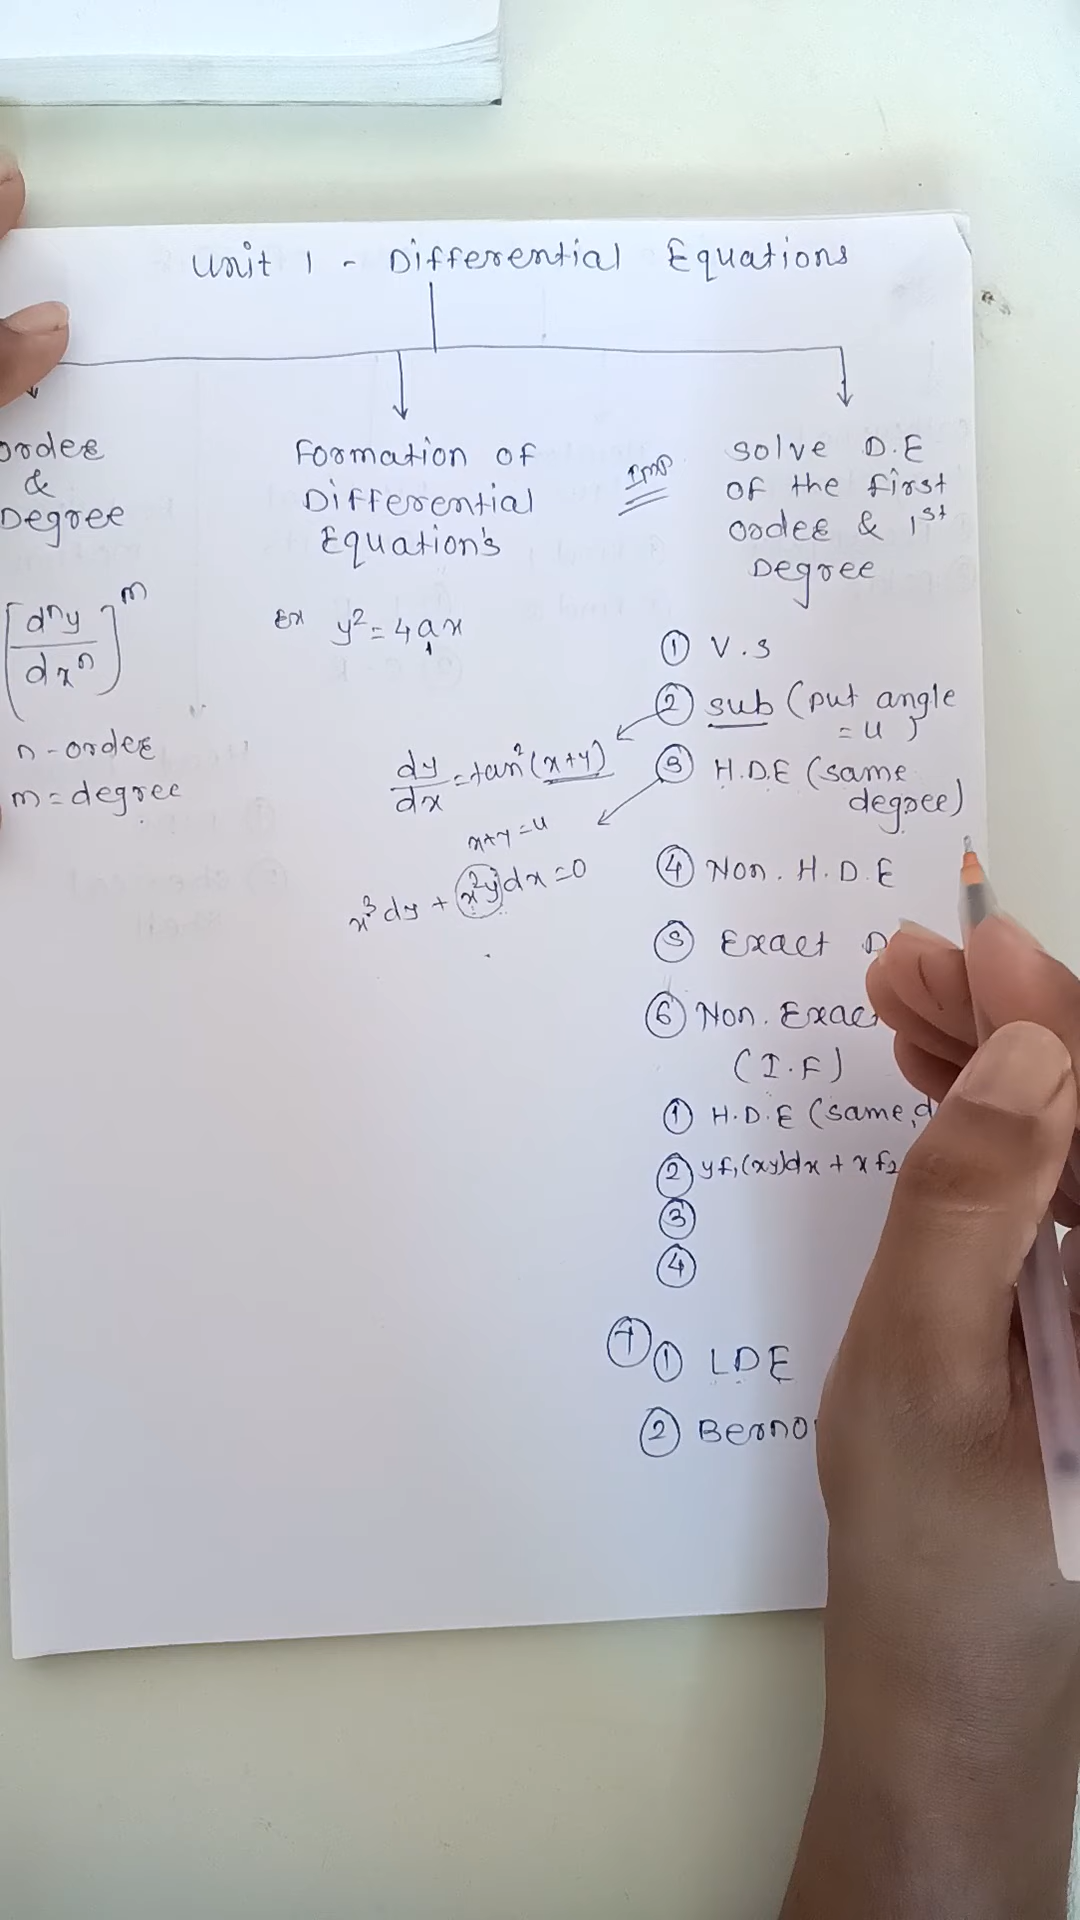 Unit 1 - Differential Equations
order
&
Degree
[dⁿy/dxⁿ]ᵐ
n - order
m = degree
Formation of
Differential
Equation's
Ex y² = 4ax
1
IMP
Solve D.E
of the first
order & 1st
Degree
① V.S
② sub (put angle
= u)
dy/dx = tan²(x+y)
x+y = u
③ H.D.E (same
degree)
x³dy + x²y dx = 0
④ Non. H.D.E
⑤ Exact D
⑥ Non. Exact
(I.F)
① H.D.E (same, d
② yf₁(xy)dx + xf₂
③
④
⑦ ① LDE
② Berno